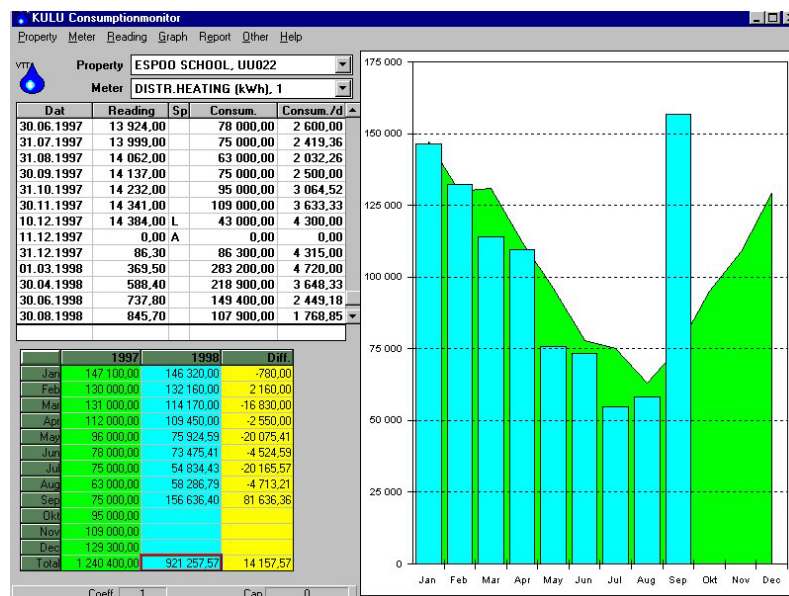 KULU Consumptionmonitor
Property Meter Reading Graph Report Other Help
VTT
Property ESPOO SCHOOL, UU022
Meter DISTR.HEATING (kWh), 1
Dat Reading Sp Consum. Consum./d
30.06.1997 13 924,00 78 000,00 2 600,00
31.07.1997 13 999,00 75 000,00 2 419,36
31.08.1997 14 062,00 63 000,00 2 032,26
30.09.1997 14 137,00 75 000,00 2 500,00
31.10.1997 14 232,00 95 000,00 3 064,52
30.11.1997 14 341,00 109 000,00 3 633,33
10.12.1997 14 384,00 L 43 000,00 4 300,00
11.12.1997 0,00 A 0,00 0,00
31.12.1997 86,30 86 300,00 4 315,00
01.03.1998 369,50 283 200,00 4 720,00
30.04.1998 588,40 218 900,00 3 648,33
30.06.1998 737,80 149 400,00 2 449,18
30.08.1998 845,70 107 900,00 1 768,85
1997 1998 Diff.
Jan 147 100,00 146 320,00 -780,00
Feb 130 000,00 132 160,00 2 160,00
Mar 131 000,00 114 170,00 -16 830,00
Apr 112 000,00 109 450,00 -2 550,00
May 96 000,00 75 924,59 -20 075,41
Jun 78 000,00 73 475,41 -4 524,59
Jul 75 000,00 54 834,43 -20 165,57
Aug 63 000,00 58 286,79 -4 713,21
Sep 75 000,00 156 636,40 81 636,36
Okt 95 000,00
Nov 109 000,00
Dec 129 300,00
Total 1 240 400,00 921 257,57 14 157,57
Coeff 1 Cap 0
175 000
150 000
125 000
100 000
75 000
50 000
25 000
0
Jan Feb Mar Apr May Jun Jul Aug Sep Okt Nov Dec